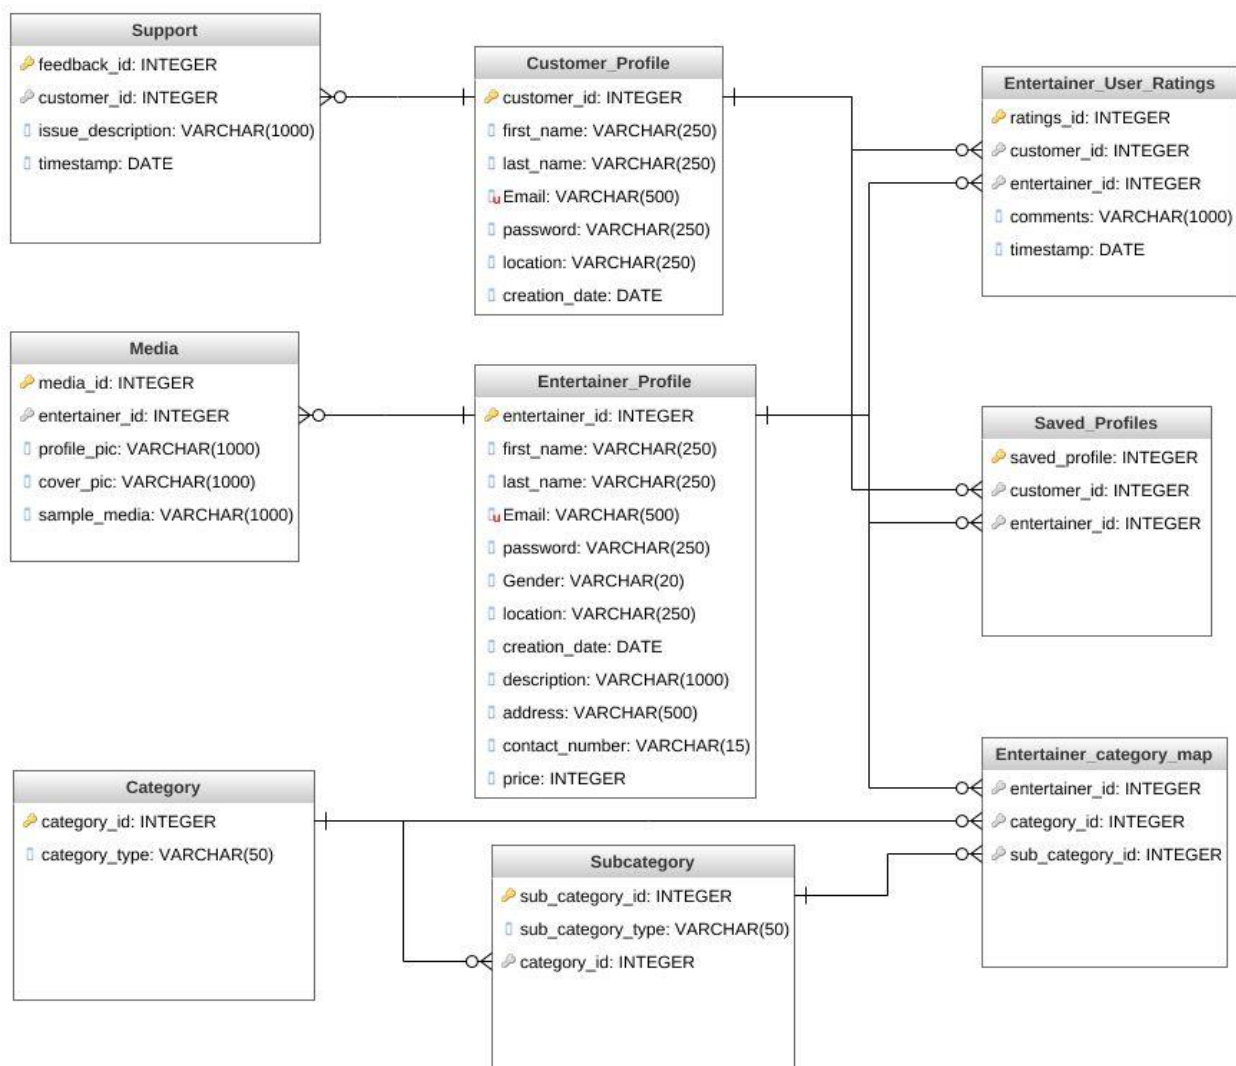 Support
feedback_id: INTEGER
customer_id: INTEGER
issue_description: VARCHAR(1000)
timestamp: DATE
Customer_Profile
customer_id: INTEGER
first_name: VARCHAR(250)
last_name: VARCHAR(250)
Email: VARCHAR(500)
password: VARCHAR(250)
location: VARCHAR(250)
creation_date: DATE
Entertainer_User_Ratings
ratings_id: INTEGER
customer_id: INTEGER
entertainer_id: INTEGER
comments: VARCHAR(1000)
timestamp: DATE
Media
media_id: INTEGER
entertainer_id: INTEGER
profile_pic: VARCHAR(1000)
cover_pic: VARCHAR(1000)
sample_media: VARCHAR(1000)
Entertainer_Profile
entertainer_id: INTEGER
first_name: VARCHAR(250)
last_name: VARCHAR(250)
Email: VARCHAR(500)
password: VARCHAR(250)
Gender: VARCHAR(20)
location: VARCHAR(250)
creation_date: DATE
description: VARCHAR(1000)
address: VARCHAR(500)
contact_number: VARCHAR(15)
price: INTEGER
Saved_Profiles
saved_profile: INTEGER
customer_id: INTEGER
entertainer_id: INTEGER
Category
category_id: INTEGER
category_type: VARCHAR(50)
Subcategory
sub_category_id: INTEGER
sub_category_type: VARCHAR(50)
category_id: INTEGER
Entertainer_category_map
entertainer_id: INTEGER
category_id: INTEGER
sub_category_id: INTEGER